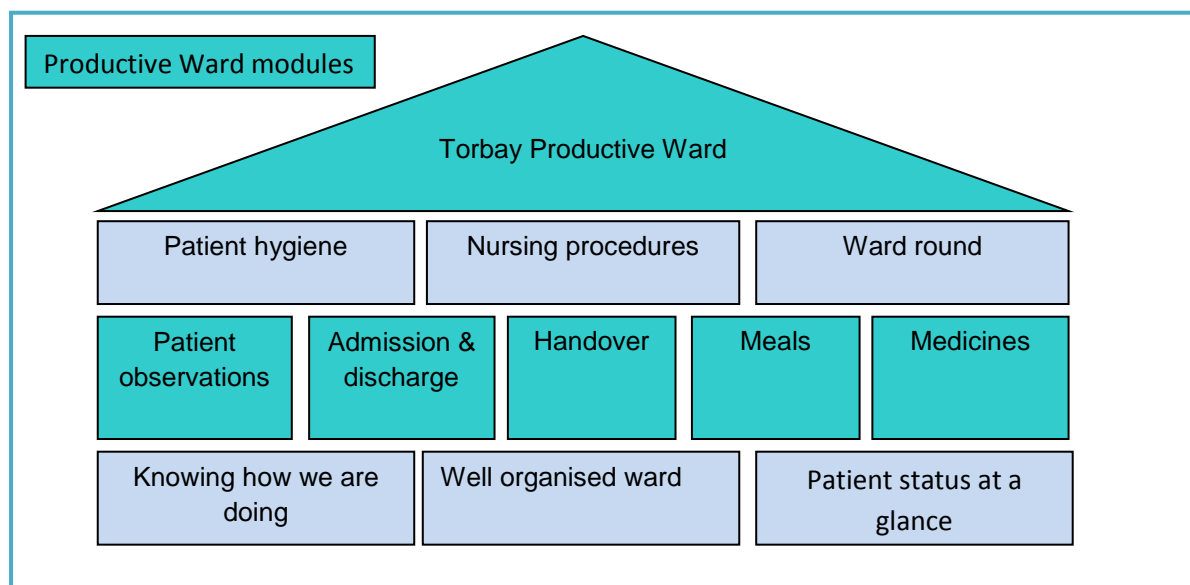 Productive Ward modules
Torbay Productive Ward
Patient hygiene
Nursing procedures
Ward round
Patient
observations
Admission &
discharge
Handover
Meals
Medicines
Knowing how we are
doing
Well organised ward
Patient status at a
glance